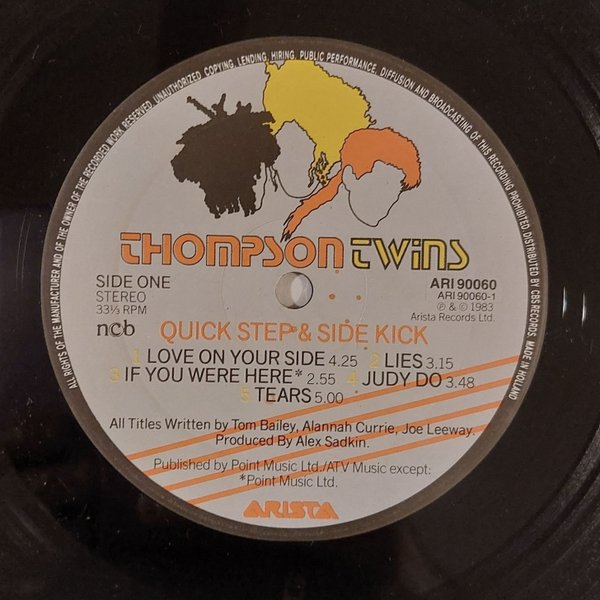 ALL RIGHTS OF THE MANUFACTURER AND OF THE OWNER OF THE RECORDED WORK RESERVED. UNAUTHORIZED COPYING, LENDING, HIRING, PUBLIC PERFORMANCE, DIFFUSION AND BROADCASTING OF THIS RECORDING PROHIBITED. DISTRIBUTED BY CBS RECORDS. MADE IN HOLLAND
THOMPSON TWINS
SIDE ONE
STEREO
33⅓ RPM
ncb
ARI 90060
ARI 90060-1
℗ & © 1983
Arista Records Ltd.
QUICK STEP & SIDE KICK
1 LOVE ON YOUR SIDE 4.25 2 LIES 3.15
3 IF YOU WERE HERE* 2.55 4 JUDY DO 3.48
5 TEARS 5.00
All Titles Written by Tom Bailey, Alannah Currie, Joe Leeway.
Produced By Alex Sadkin.
Published by Point Music Ltd./ATV Music except:
*Point Music Ltd.
ARISTA